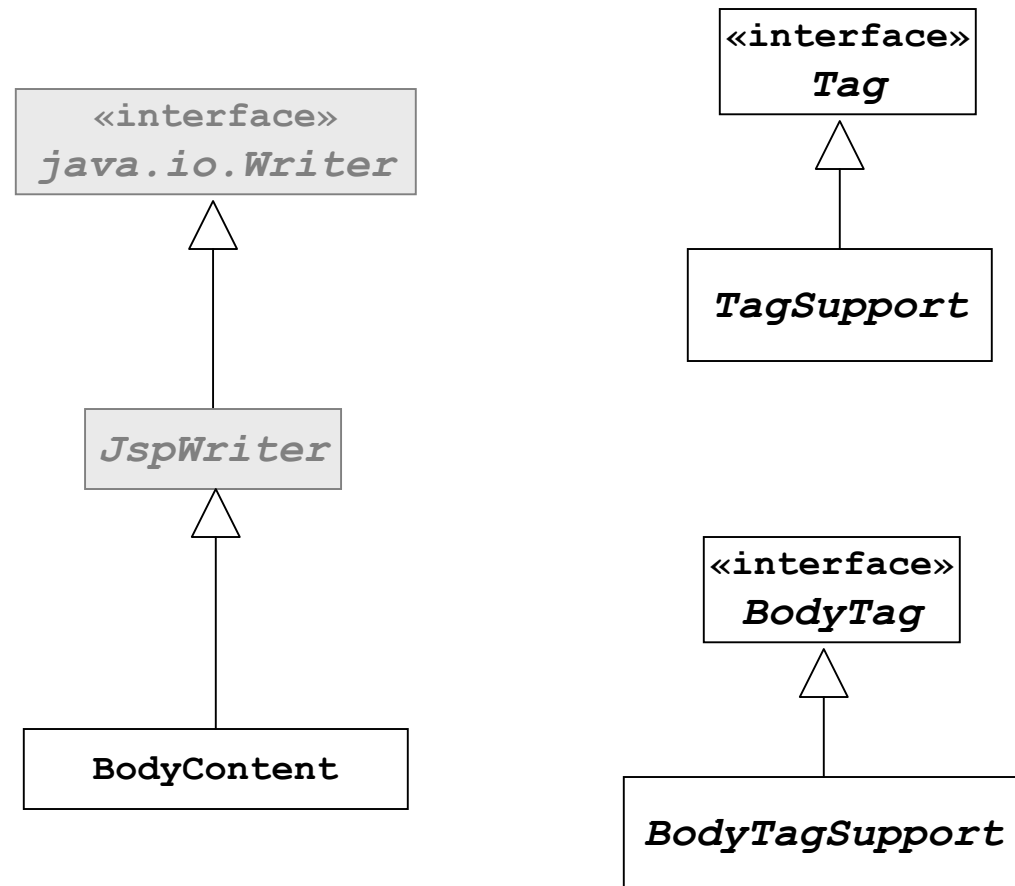 «interface»
java.io.Writer
JspWriter
BodyContent
«interface»
Tag
TagSupport
«interface»
BodyTag
BodyTagSupport